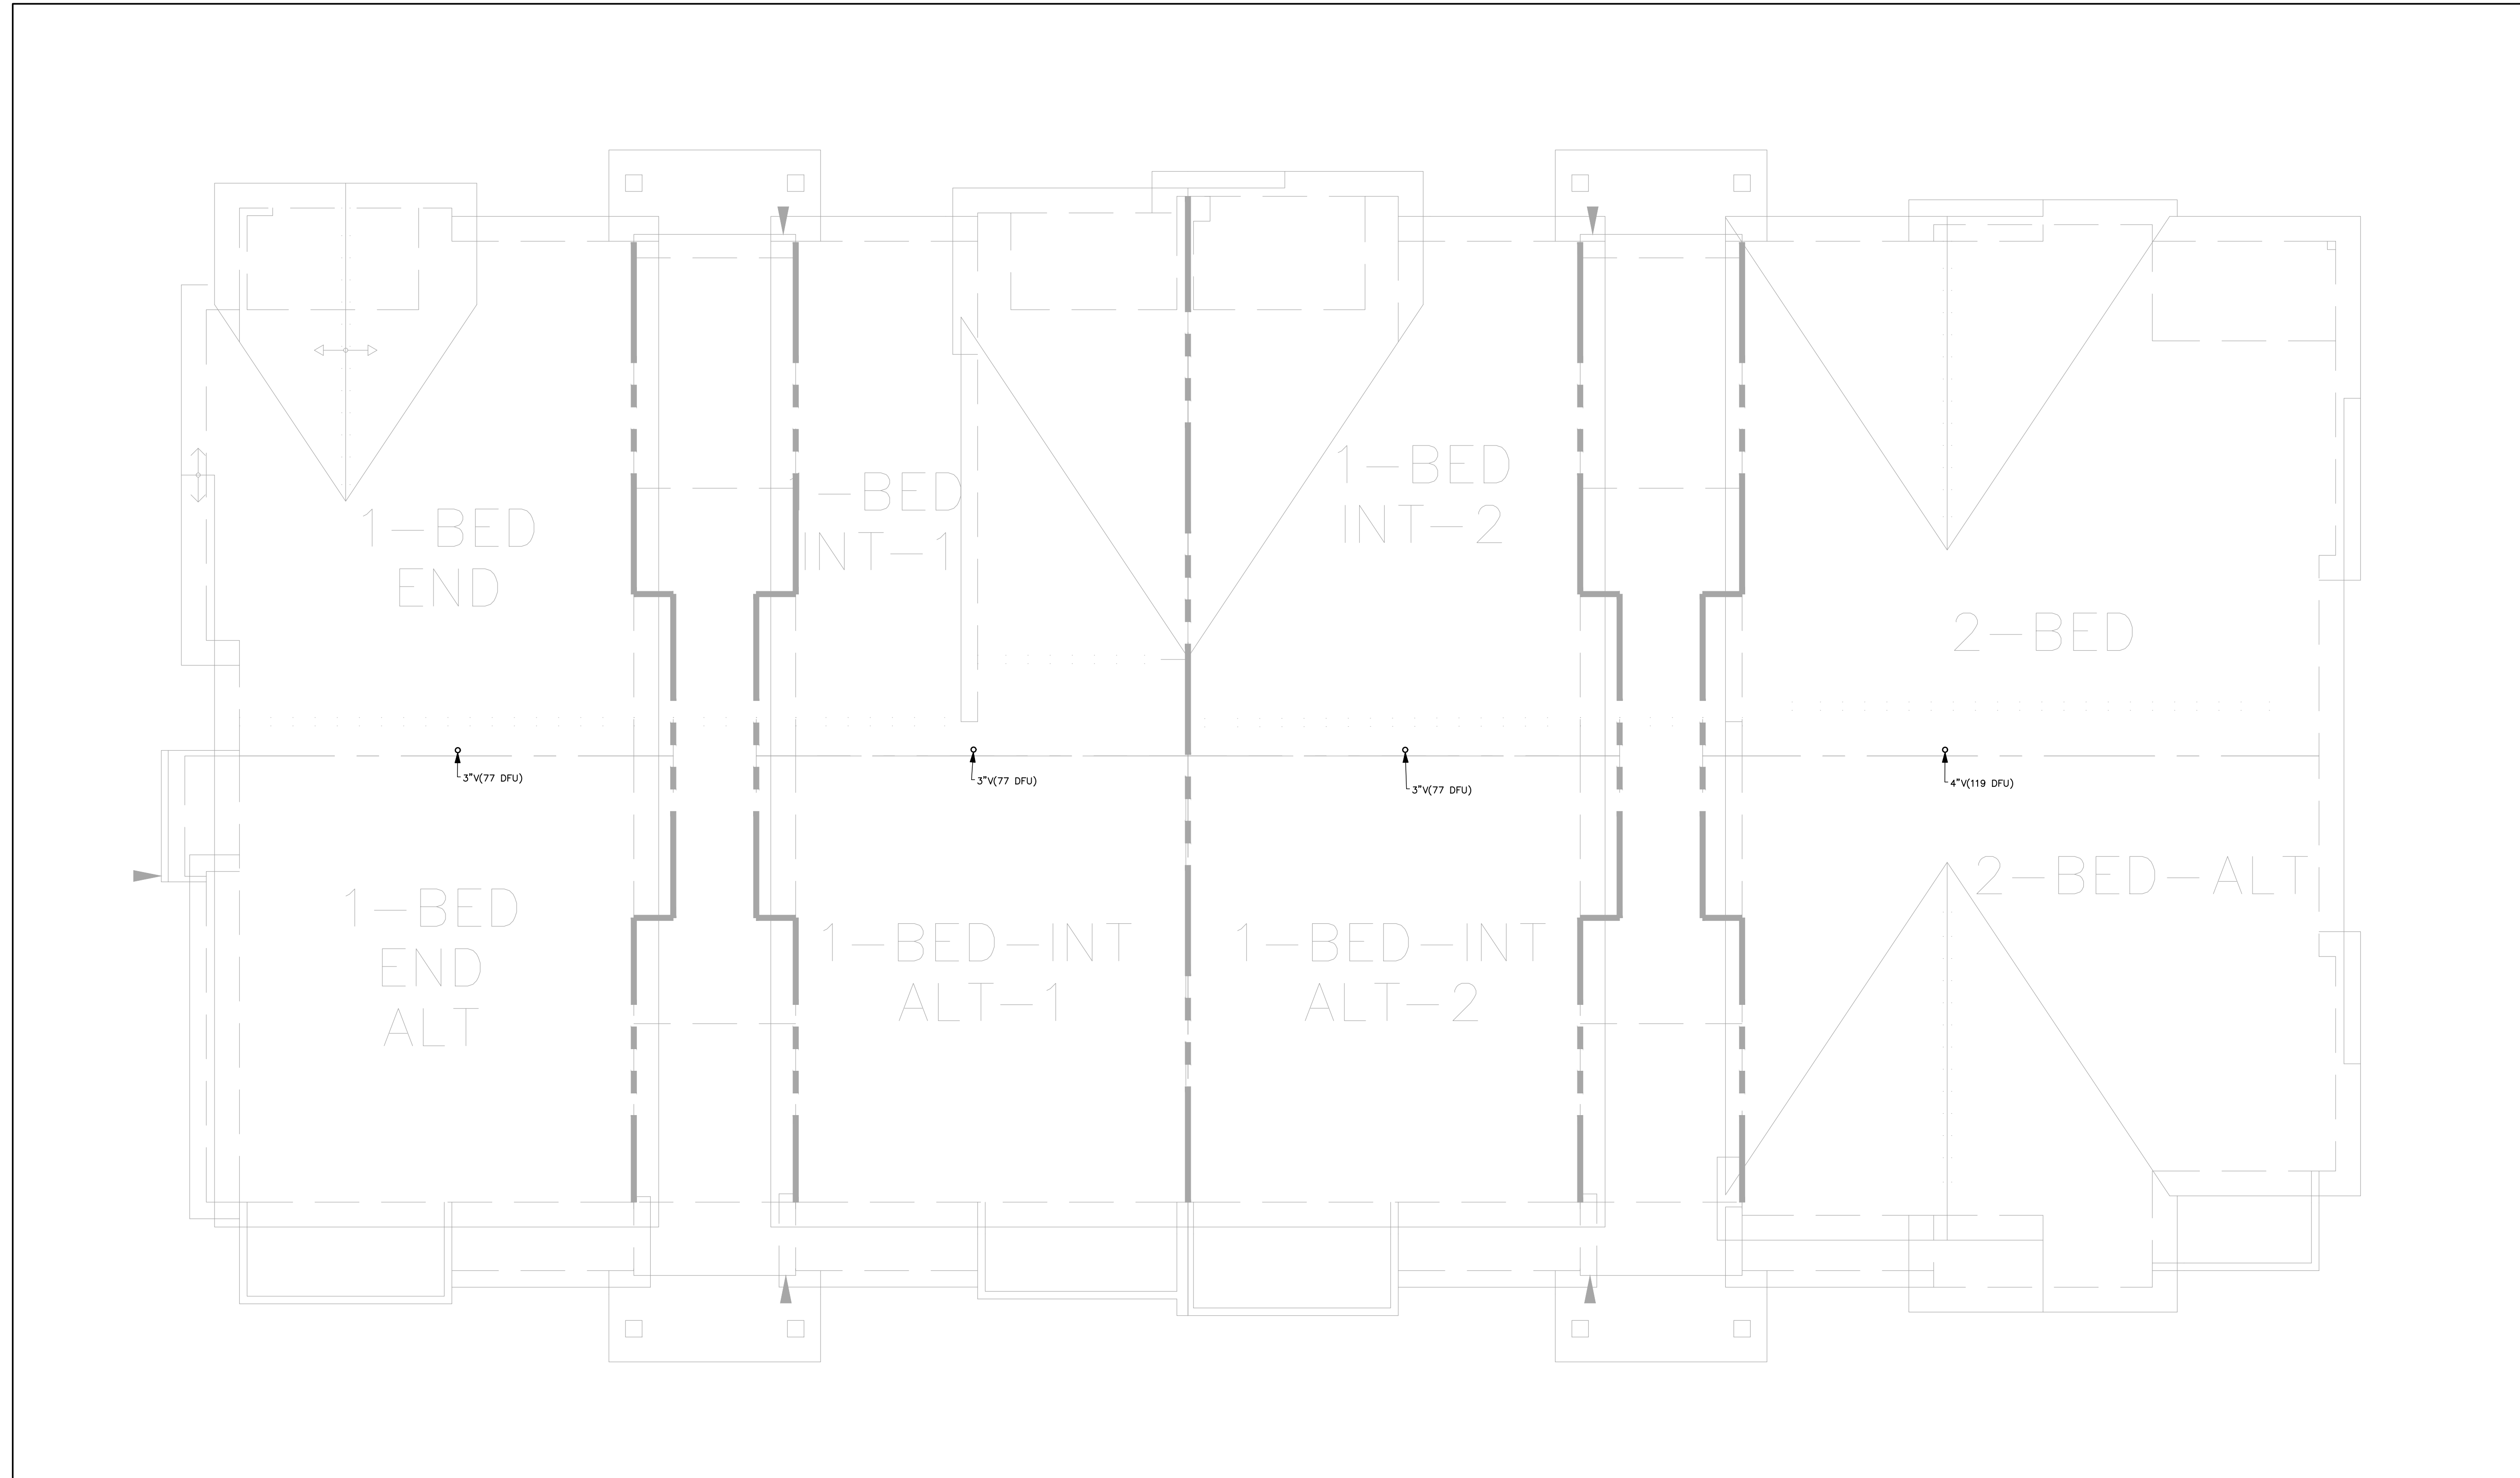 1-BED
END
1-BED
INT-1
1-BED
INT-2
2-BED
3"V(77 DFU)
3"V(77 DFU)
3"V(77 DFU)
4"V(119 DFU)
1-BED
END
ALT
1-BED-INT
ALT-1
1-BED-INT
ALT-2
2-BED-ALT